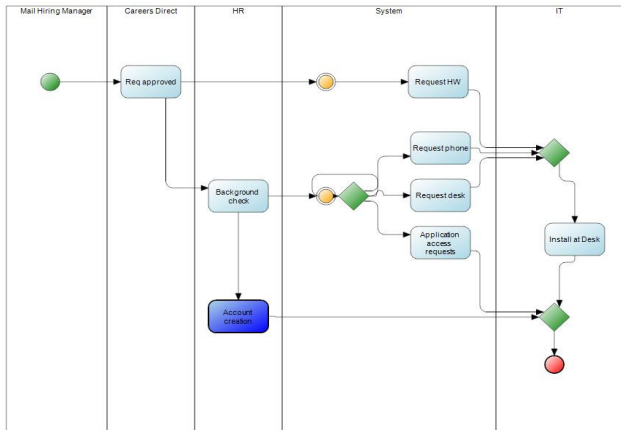 Mail Hiring Manager
Careers Direct
HR
System
IT
Req approved
Request HW
Request phone
Background
check
Request desk
Application
access
requests
Install at Desk
Account
creation